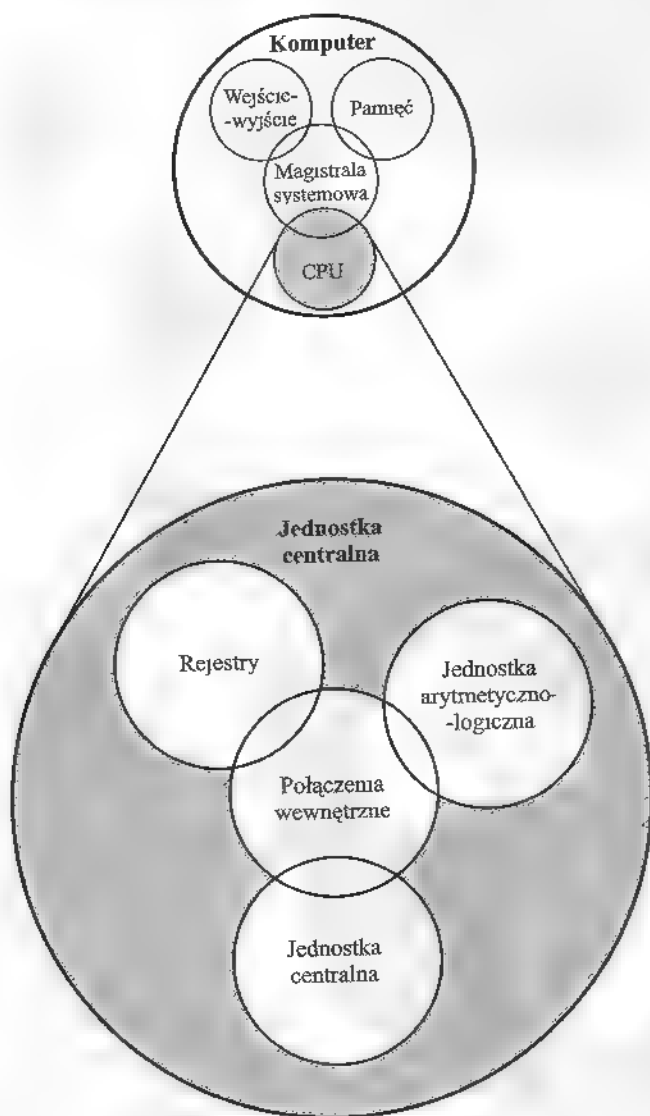 Komputer
Wejście-
-wyjście
Pamięć
Magistrala
systemowa
CPU
Jednostka
centralna
Rejestry
Jednostka
arytmetyczno-
-logiczna
Połączenia
wewnętrzne
Jednostka
centralna